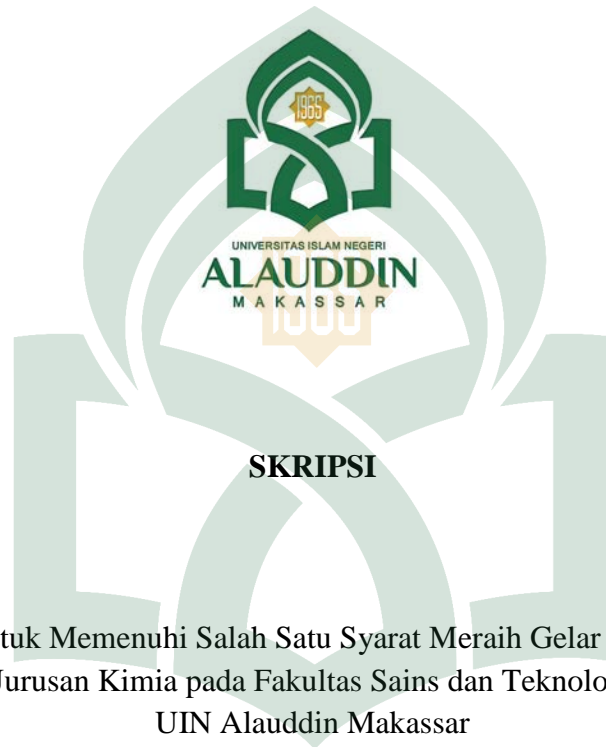 1965
UNIVERSITAS ISLAM NEGERI
ALAUDDIN
MAKASSAR
1965
SKRIPSI
tuk Memenuhi Salah Satu Syarat Meraih Gelar
Jurusan Kimia pada Fakultas Sains dan Teknolo
UIN Alauddin Makassar